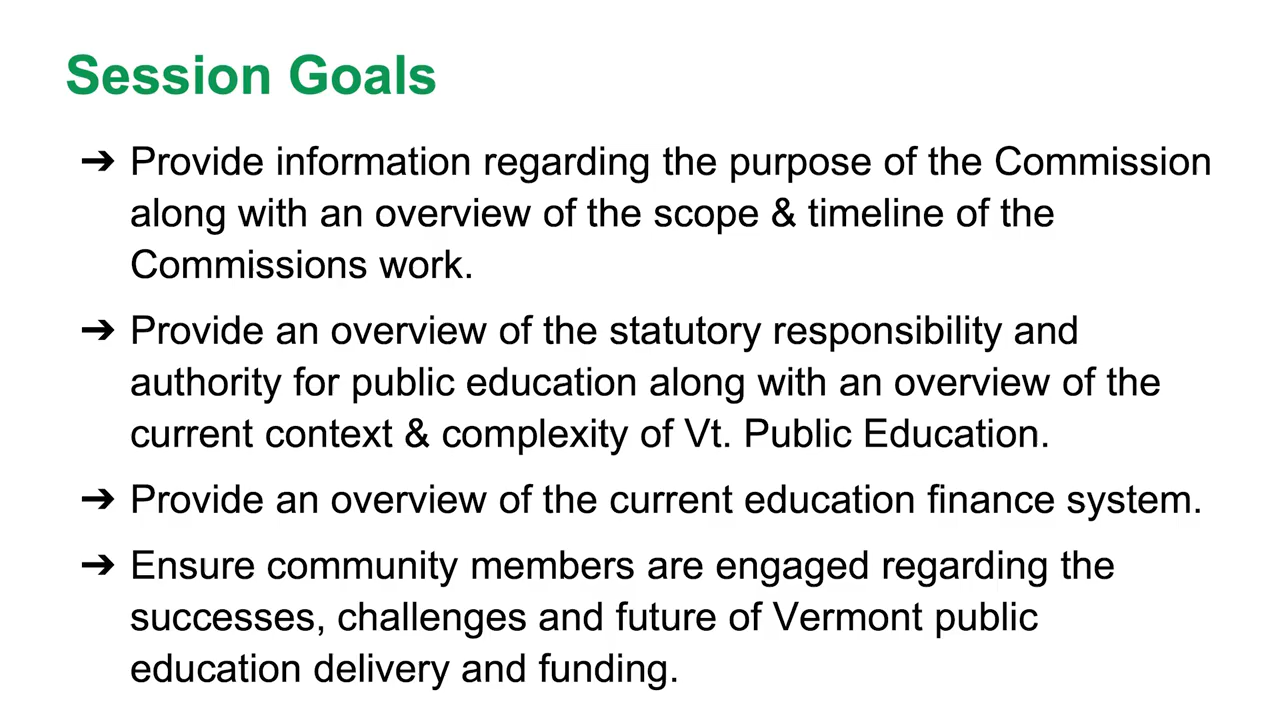 Session Goals
➔ Provide information regarding the purpose of the Commission
along with an overview of the scope & timeline of the
Commissions work.
➔ Provide an overview of the statutory responsibility and
authority for public education along with an overview of the
current context & complexity of Vt. Public Education.
➔ Provide an overview of the current education finance system.
➔ Ensure community members are engaged regarding the
successes, challenges and future of Vermont public
education delivery and funding.